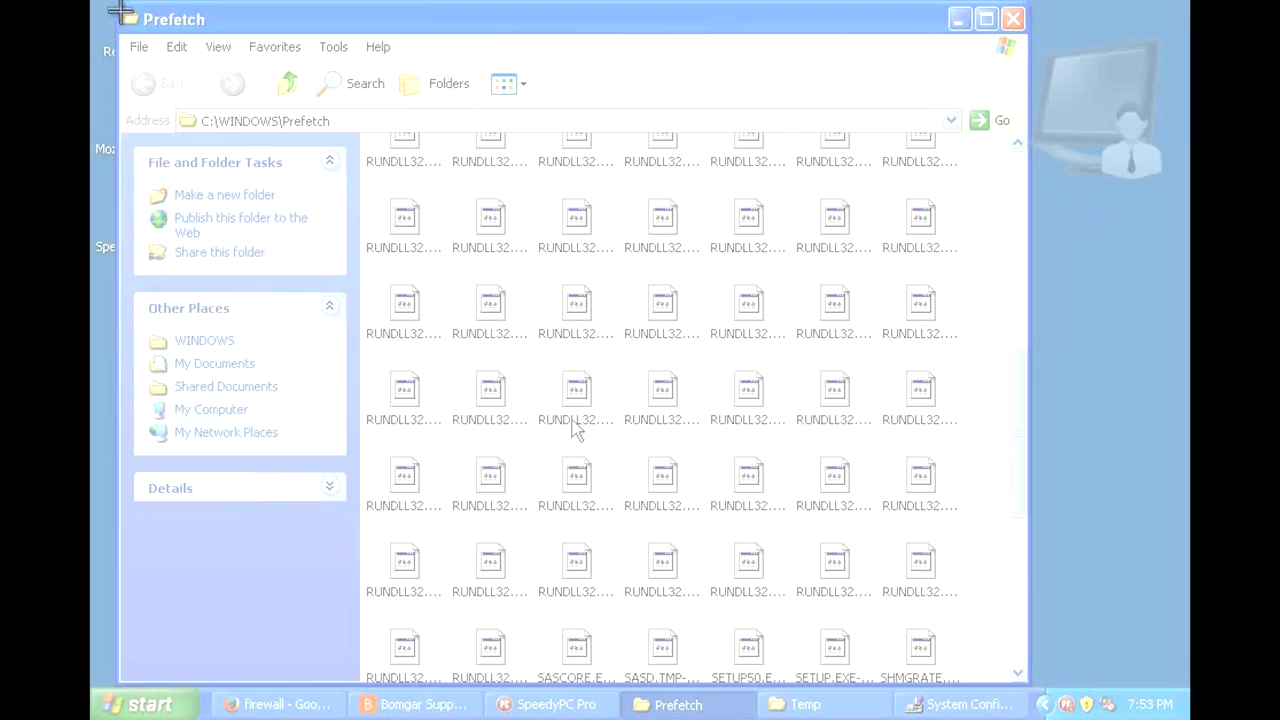 Prefetch
File Edit View Favorites Tools Help
Back Search Folders
Address C:\WINDOWS\Prefetch Go
File and Folder Tasks
Make a new folder
Publish this folder to the
Web
Share this folder
Other Places
WINDOWS
My Documents
Shared Documents
My Computer
My Network Places
Details
Re
Moz
Spe
RUNDLL32.... RUNDLL32.... RUNDLL32.... RUNDLL32.... RUNDLL32.... RUNDLL32.... RUNDLL32....
RUNDLL32.... RUNDLL32.... RUNDLL32.... RUNDLL32.... RUNDLL32.... RUNDLL32.... RUNDLL32....
RUNDLL32.... RUNDLL32.... RUNDLL32.... RUNDLL32.... RUNDLL32.... RUNDLL32.... RUNDLL32....
RUNDLL32.... RUNDLL32.... RUNDLL32.... RUNDLL32.... RUNDLL32.... RUNDLL32.... RUNDLL32....
RUNDLL32.... RUNDLL32.... RUNDLL32.... RUNDLL32.... RUNDLL32.... RUNDLL32.... RUNDLL32....
RUNDLL32.... RUNDLL32.... RUNDLL32.... RUNDLL32.... RUNDLL32.... RUNDLL32.... RUNDLL32....
RUNDLL32.... RUNDLL32.... SASCORE.E... SASD.TMP-... SETUP50.E... SETUP.EXE-... SHMGRATE....
start firewall - Goo... Bomgar Supp... SpeedyPC Pro Prefetch Temp System Confi... 7:53 PM